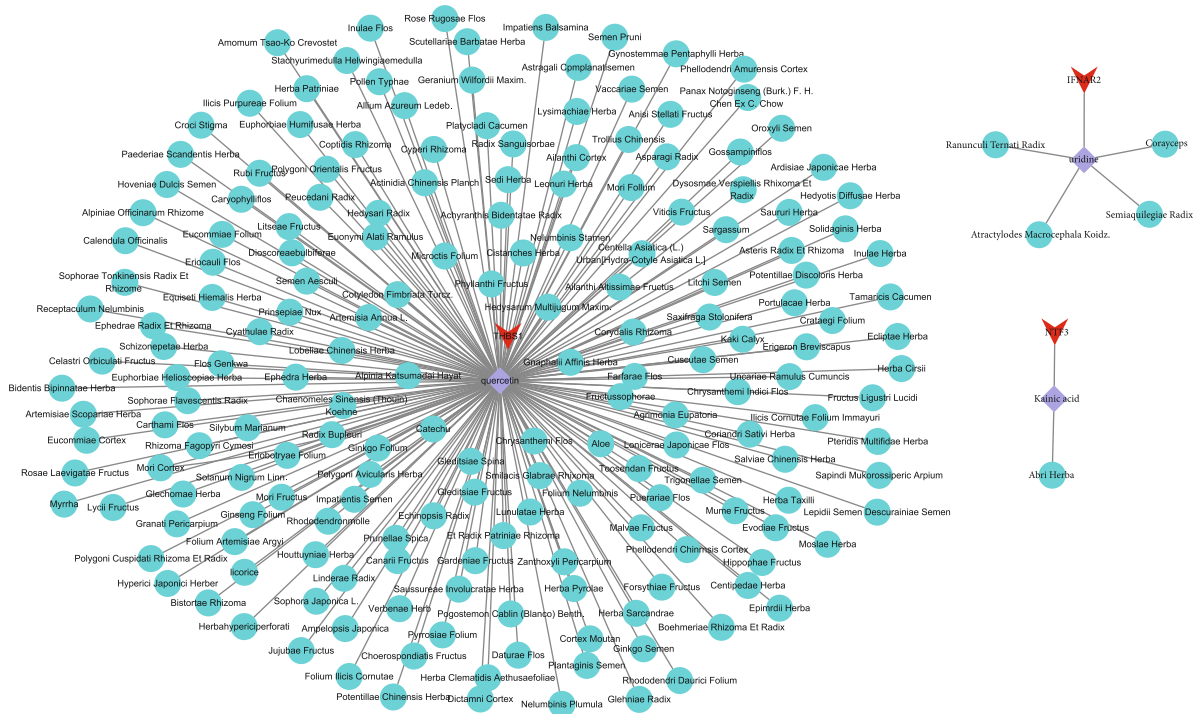 Rose Rugosae Flos
Inulae Flos
Impatiens Balsamina
Semen Pruni
Amomum Tsao-Ko Crevostet
Scutellariae Barbatae Herba
Stachyurimedulla Helwingiaemedulla
Gynostemmae Pentaphylli Herba
Astragali Cpmplanatisemen
Phellodendri Amurensis Cortex
Pollen Typhae
Geranium Wilfordii Maxim.
Herba Patriniae
Vaccariae Semen
Panax Notoginseng (Burk.) F. H.
Chen Ex C. Chow
Ilicis Purpureae Folium
Allium Azureum Ledeb.
Lysimachiae Herba
Anisi Stellati Fructus
Croci Stigma
Euphorbiae Humifusae Herba
Platycladi Cacumen
Oroxyli Semen
Coptidis Rhizoma
Cyperi Rhizoma
Radix Sanguisorbae
Trollius Chinensis
Paederiae Scandentis Herba
Ailanthi Cortex
Asparagi Radix
Gossampiniflos
Rubi Fructus
Polygoni Orientalis Fructus
Ardisiae Japonicae Herba
Hoveniae Dulcis Semen
Actinidia Chinensis Planch
Sedi Herba
Leonuri Herba
Mori Follum
Dysosmae Verspiellis Rhixoma Et
Radix
Caryophylliflos
Peucedani Radix
Hedyotis Diffusae Herba
Alpiniae Officinarum Rhizome
Hedysari Radix
Achyranthis Bidentatae Radix
Viticis Fructus
Saururi Herba
Litseae Fructus
Sargassum
Solidaginis Herba
Calendula Officinalis
Eucommiae Folium
Euonymi Alati Ramulus
Nelumbinis Stamen
Dioscoreaebulbiferae
Microctis Folium
Cistanches Herba
Centella Asiatica (L.)
Urban[Hydro-Cotyle Asiatica L.]
Asteris Radix Et Rhizoma
Inulae Herba
Eriocauli Flos
Sophorae Tonkinensis Radix Et
Rhizome
Semen Aesculi
Phyllanthi Fructus
Ailanthi Altissimae Fructus
Litchi Semen
Potentillae Discoloris Herba
Equiseti Hiemalis Herba
Cotyledon Fimbriata Turcz.
Tamaricis Cacumen
Receptaculum Nelumbinis
Prinsepiae Nux
Artemisia Annua L.
Hedysarum Multijugum Maxim.
Saxifraga Stolonifera
Portulacae Herba
Crataegi Folium
Ephedrae Radix Et Rhizoma
Cyathulae Radix
THBS1
Corydalis Rhizoma
Kaki Calyx
Ecliptae Herba
Schizonepetae Herba
Lobeliae Chinensis Herba
Erigeron Breviscapus
Celastri Orbiculati Fructus
Flos Genkwa
Gnaphalii Affinis Herba
Cuscutae Semen
Herba Cirsii
Euphorbiae Helioscopiae Herba
Ephedra Herba
Alpinia Katsumadai Hayat
quercetin
Farfarae Flos
Uncariae Ramulus Cumuncis
Bidentis Bipinnatae Herba
Sophorae Flavescentis Radix
Chaenomeles Sinensis (Thouin)
Koehne
Fructussophorae
Chrysanthemi Indici Flos
Fructus Ligustri Lucidi
Artemisiae Scopariae Herba
Agrimonia Eupatoria
Ilicis Cornutae Folium Immayuri
Carthami Flos
Silybum Marianum
Radix Bupleuri
Catechu
Eucommiae Cortex
Rhizoma Fagopyri Cymosi
Ginkgo Folium
Chrysanthemi Flos
Aloe
Lonicerae Japonicae Flos
Coriandri Sativi Herba
Pteridis Multifidae Herba
Eriobotryae Folium
Gleditsiae Spina
Salviae Chinensis Herba
Rosae Laevigatae Fructus
Mori Cortex
Solanum Nigrum Linn.
Polygoni Avicularis Herba
Smilacis Glabrae Rhixoma
Toosendan Fructus
Trigonellae Semen
Sapindi Mukorossiperic Arpium
Myrrha
Lycii Fructus
Glechomae Herba
Mori Fructus
Impatientis Semen
Gleditsiae Fructus
Folium Nelumbinis
Puerariae Flos
Herba Taxilli
Granati Pericarpium
Ginseng Folium
Rhododendronmolle
Echinopsis Radix
Lunulatae Herba
Mume Fructus
Lepidii Semen Descurainiae Semen
Malvae Fructus
Evodiae Fructus
Folium Artemisiae Argyi
Prunellae Spica
Et Radix Patriniae Rhizoma
Phellodendri Chinmsis Cortex
Moslae Herba
Polygoni Cuspidati Rhizoma Et Radix
Houttuyniae Herba
Canarii Fructus
Gardeniae Fructus
Zanthoxyli Pericarpium
Hippophae Fructus
Hyperici Japonici Herber
licorice
Linderae Radix
Saussureae Involucratae Herba
Herba Pyrolae
Forsythiae Fructus
Centipedae Herba
Bistortae Rhizoma
Sophora Japonica L.
Verbenae Herb
Pogostemon Cablin (Blanco) Benth.
Herba Sarcandrae
Epimrdii Herba
Herbahypericiperforati
Ampelopsis Japonica
Pyrrosiae Folium
Cortex Moutan
Boehmeriae Rhizoma Et Radix
Jujubae Fructus
Choerospondiatis Fructus
Daturae Flos
Plantaginis Semen
Ginkgo Semen
Folium Ilicis Cornutae
Herba Clematidis Aethusaefoliae
Rhododendri Daurici Folium
Potentillae Chinensis Herba
Dictamni Cortex
Nelumbinis Plumula
Glehniae Radix
IFNAR2
Ranunculi Ternati Radix
uridine
Corayceps
Semiaquilegiae Radix
Atractylodes Macrocephala Koidz.
NTF3
Kainic acid
Abri Herba